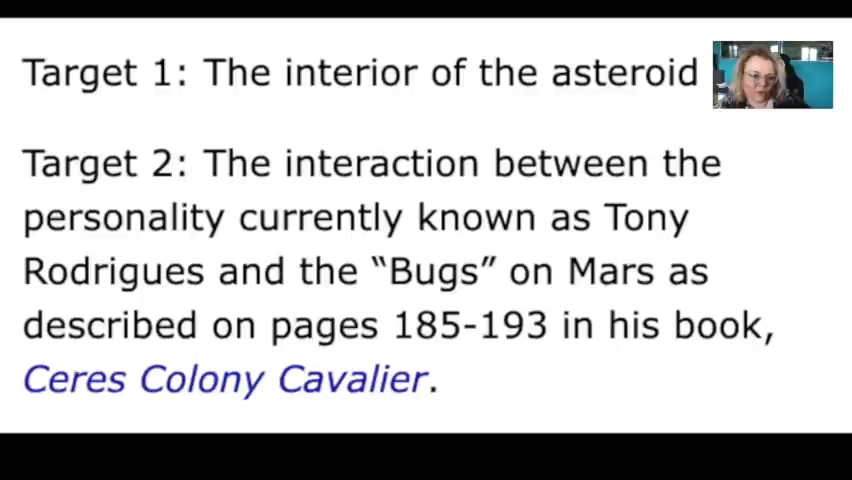 Target 1: The interior of the asteroid
Target 2: The interaction between the
personality currently known as Tony
Rodrigues and the “Bugs” on Mars as
described on pages 185-193 in his book,
Ceres Colony Cavalier.